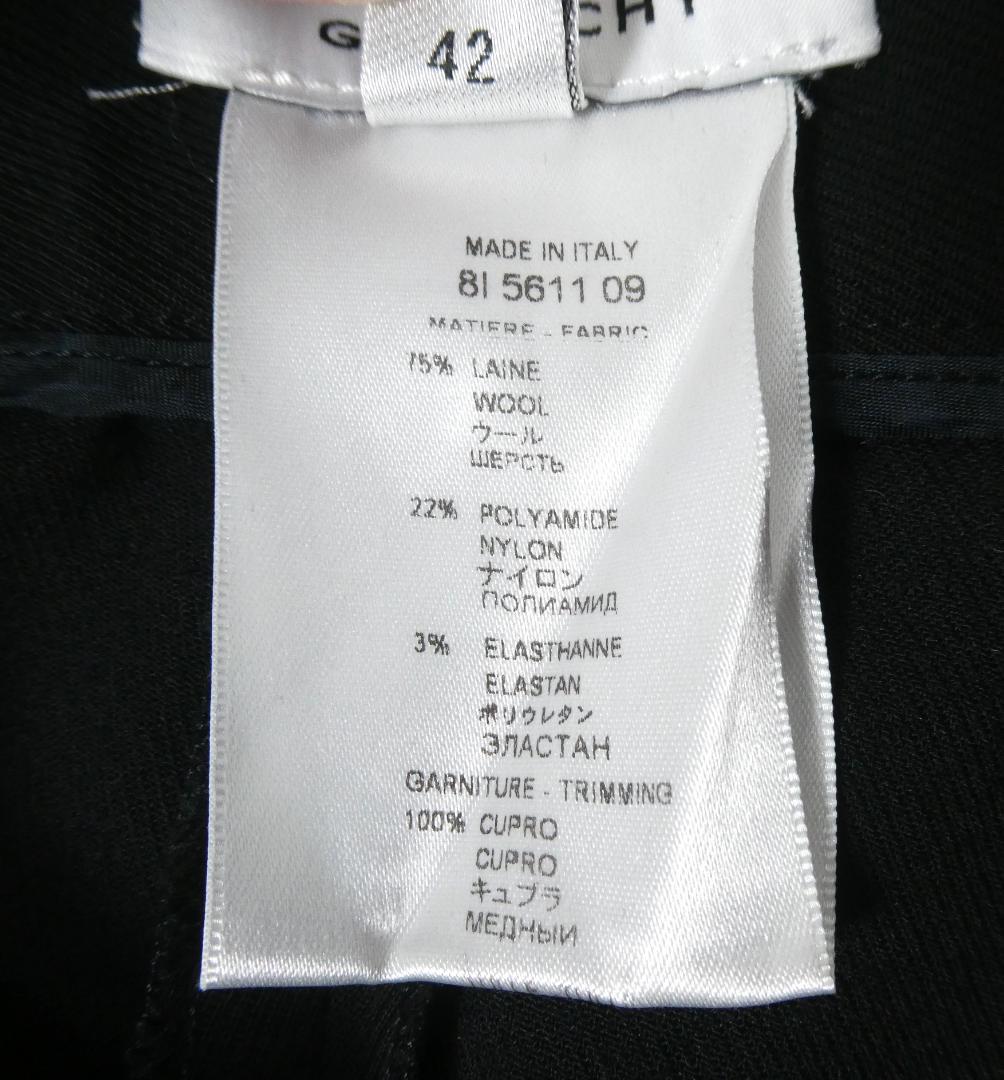 G CHY
42
MADE IN ITALY
8I 5611 09
MATIERE - FABRIC
75% LAINE
WOOL
ウール
ШЕРСТЬ
22% POLYAMIDE
NYLON
ナイロン
ПОЛИАМИД
3% ELASTHANNE
ELASTAN
ポリウレタン
ЭЛАСТАН
GARNITURE - TRIMMING
100% CUPRO
CUPRO
キュプラ
МЕДНЫЙ